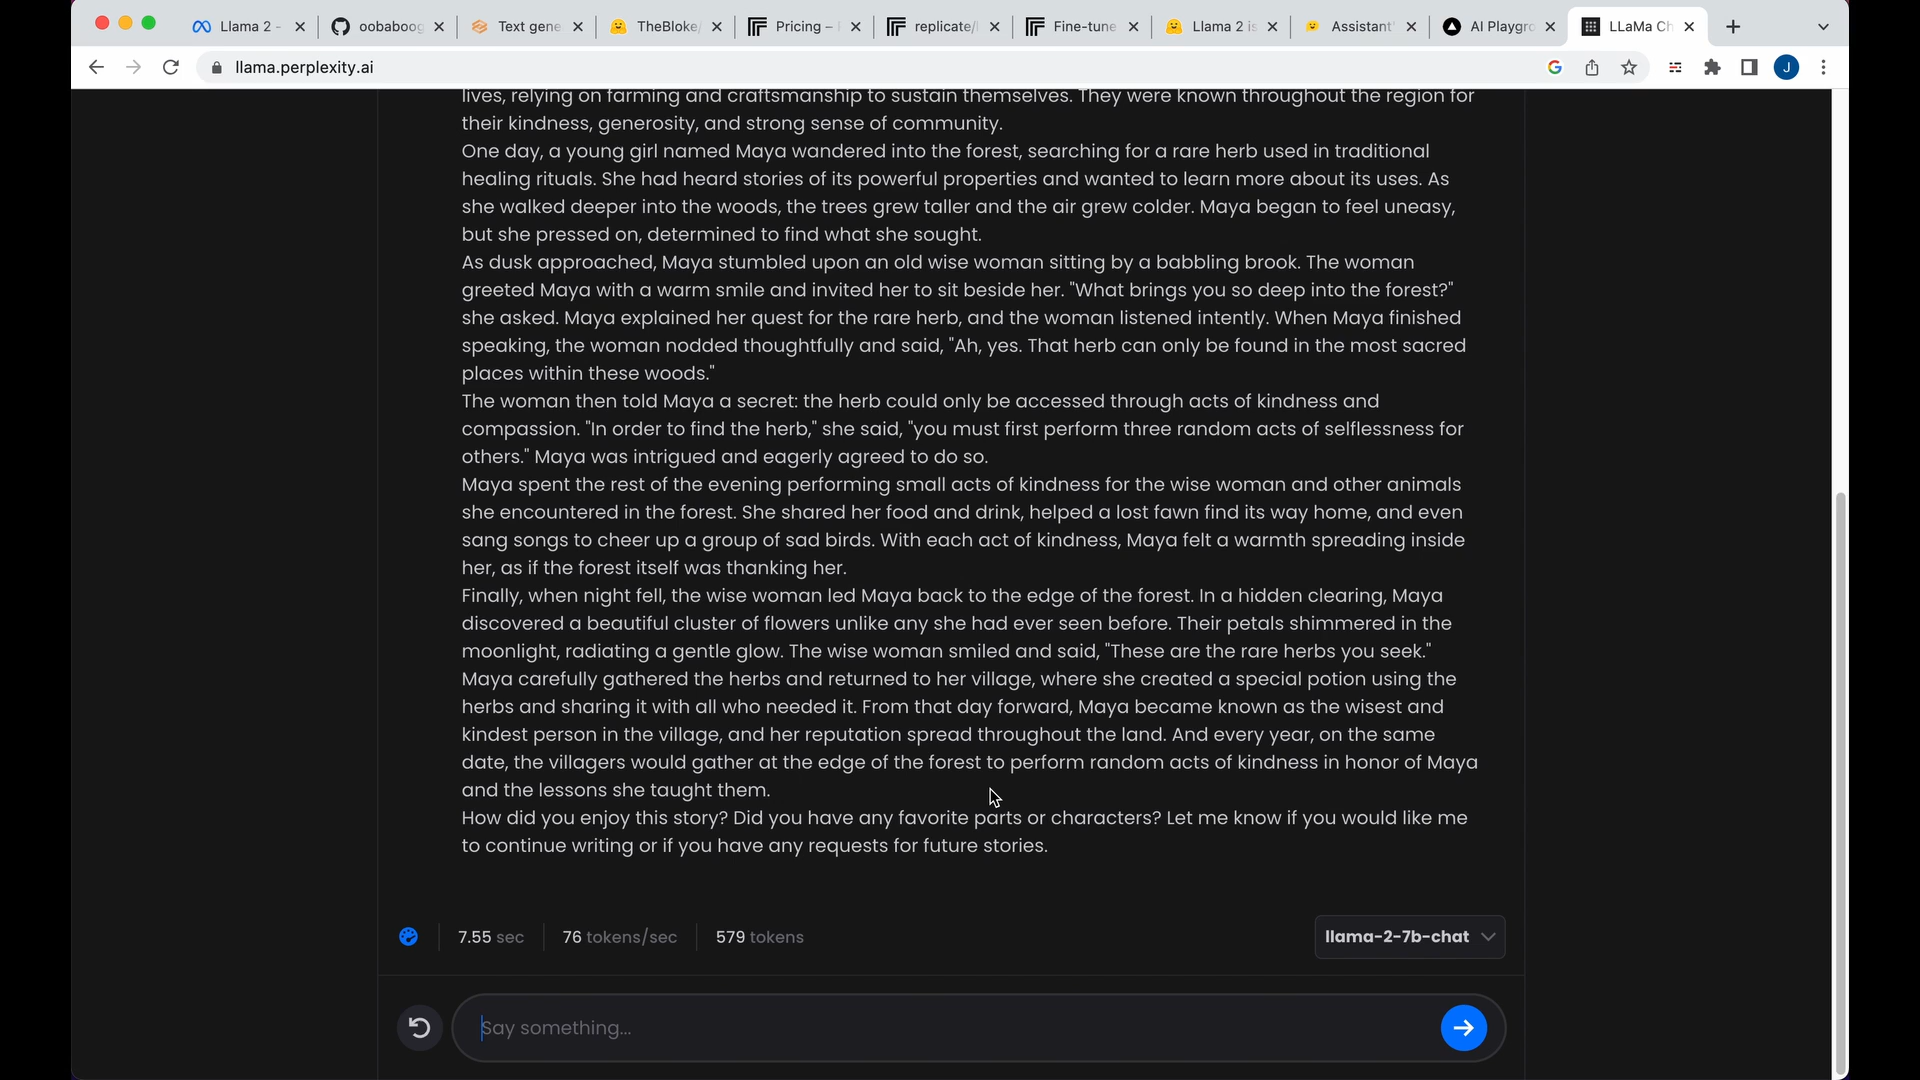 Llama 2 -
oobaboog
Text gene
TheBloke/
Pricing –
replicate/
Fine-tune
Llama 2 is
Assistant'
AI Playgro
LLaMa Ch
llama.perplexity.ai
J
lives, relying on farming and craftsmanship to sustain themselves. They were known throughout the region for
their kindness, generosity, and strong sense of community.
One day, a young girl named Maya wandered into the forest, searching for a rare herb used in traditional
healing rituals. She had heard stories of its powerful properties and wanted to learn more about its uses. As
she walked deeper into the woods, the trees grew taller and the air grew colder. Maya began to feel uneasy,
but she pressed on, determined to find what she sought.
As dusk approached, Maya stumbled upon an old wise woman sitting by a babbling brook. The woman
greeted Maya with a warm smile and invited her to sit beside her. "What brings you so deep into the forest?"
she asked. Maya explained her quest for the rare herb, and the woman listened intently. When Maya finished
speaking, the woman nodded thoughtfully and said, "Ah, yes. That herb can only be found in the most sacred
places within these woods."
The woman then told Maya a secret: the herb could only be accessed through acts of kindness and
compassion. "In order to find the herb," she said, "you must first perform three random acts of selflessness for
others." Maya was intrigued and eagerly agreed to do so.
Maya spent the rest of the evening performing small acts of kindness for the wise woman and other animals
she encountered in the forest. She shared her food and drink, helped a lost fawn find its way home, and even
sang songs to cheer up a group of sad birds. With each act of kindness, Maya felt a warmth spreading inside
her, as if the forest itself was thanking her.
Finally, when night fell, the wise woman led Maya back to the edge of the forest. In a hidden clearing, Maya
discovered a beautiful cluster of flowers unlike any she had ever seen before. Their petals shimmered in the
moonlight, radiating a gentle glow. The wise woman smiled and said, "These are the rare herbs you seek."
Maya carefully gathered the herbs and returned to her village, where she created a special potion using the
herbs and sharing it with all who needed it. From that day forward, Maya became known as the wisest and
kindest person in the village, and her reputation spread throughout the land. And every year, on the same
date, the villagers would gather at the edge of the forest to perform random acts of kindness in honor of Maya
and the lessons she taught them.
How did you enjoy this story? Did you have any favorite parts or characters? Let me know if you would like me
to continue writing or if you have any requests for future stories.
7.55 sec
76 tokens/sec
579 tokens
llama-2-7b-chat
Say something...